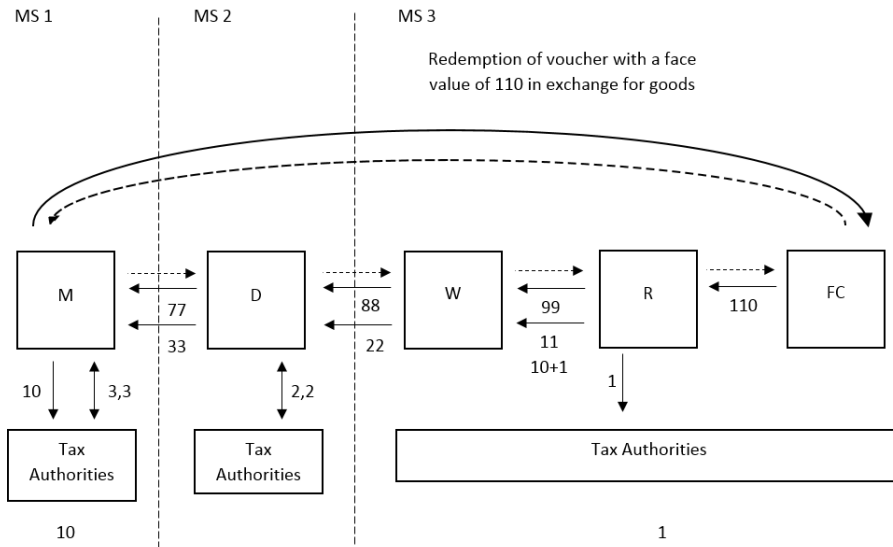 MS 1
MS 2
MS 3
Redemption of voucher with a face
value of 110 in exchange for goods
M
D
W
R
FC
77
88
99
110
33
22
11
10+1
10
3,3
2,2
1
Tax
Authorities
Tax
Authorities
Tax Authorities
10
1